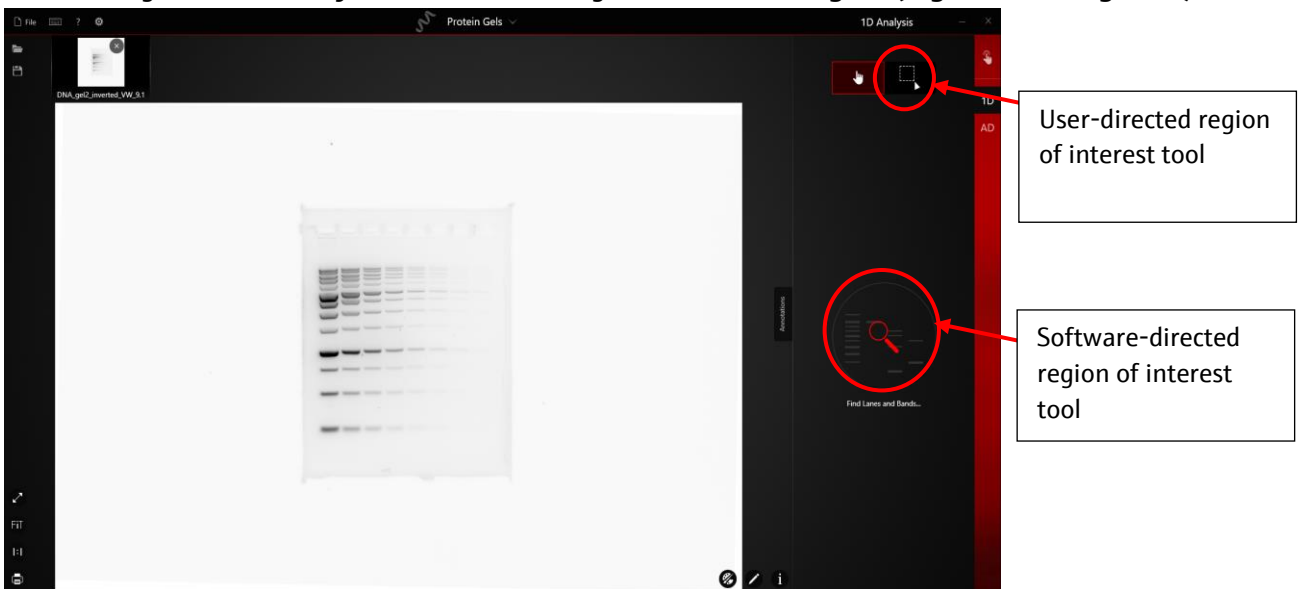 File ? Protein Gels 1D Analysis
DNA_gel2_inverted_VW_9.1
1D
AD
User-directed region
of interest tool
Annotations
Software-directed
region of interest
tool
Find Lanes and Bands...
FiT
1:1
i